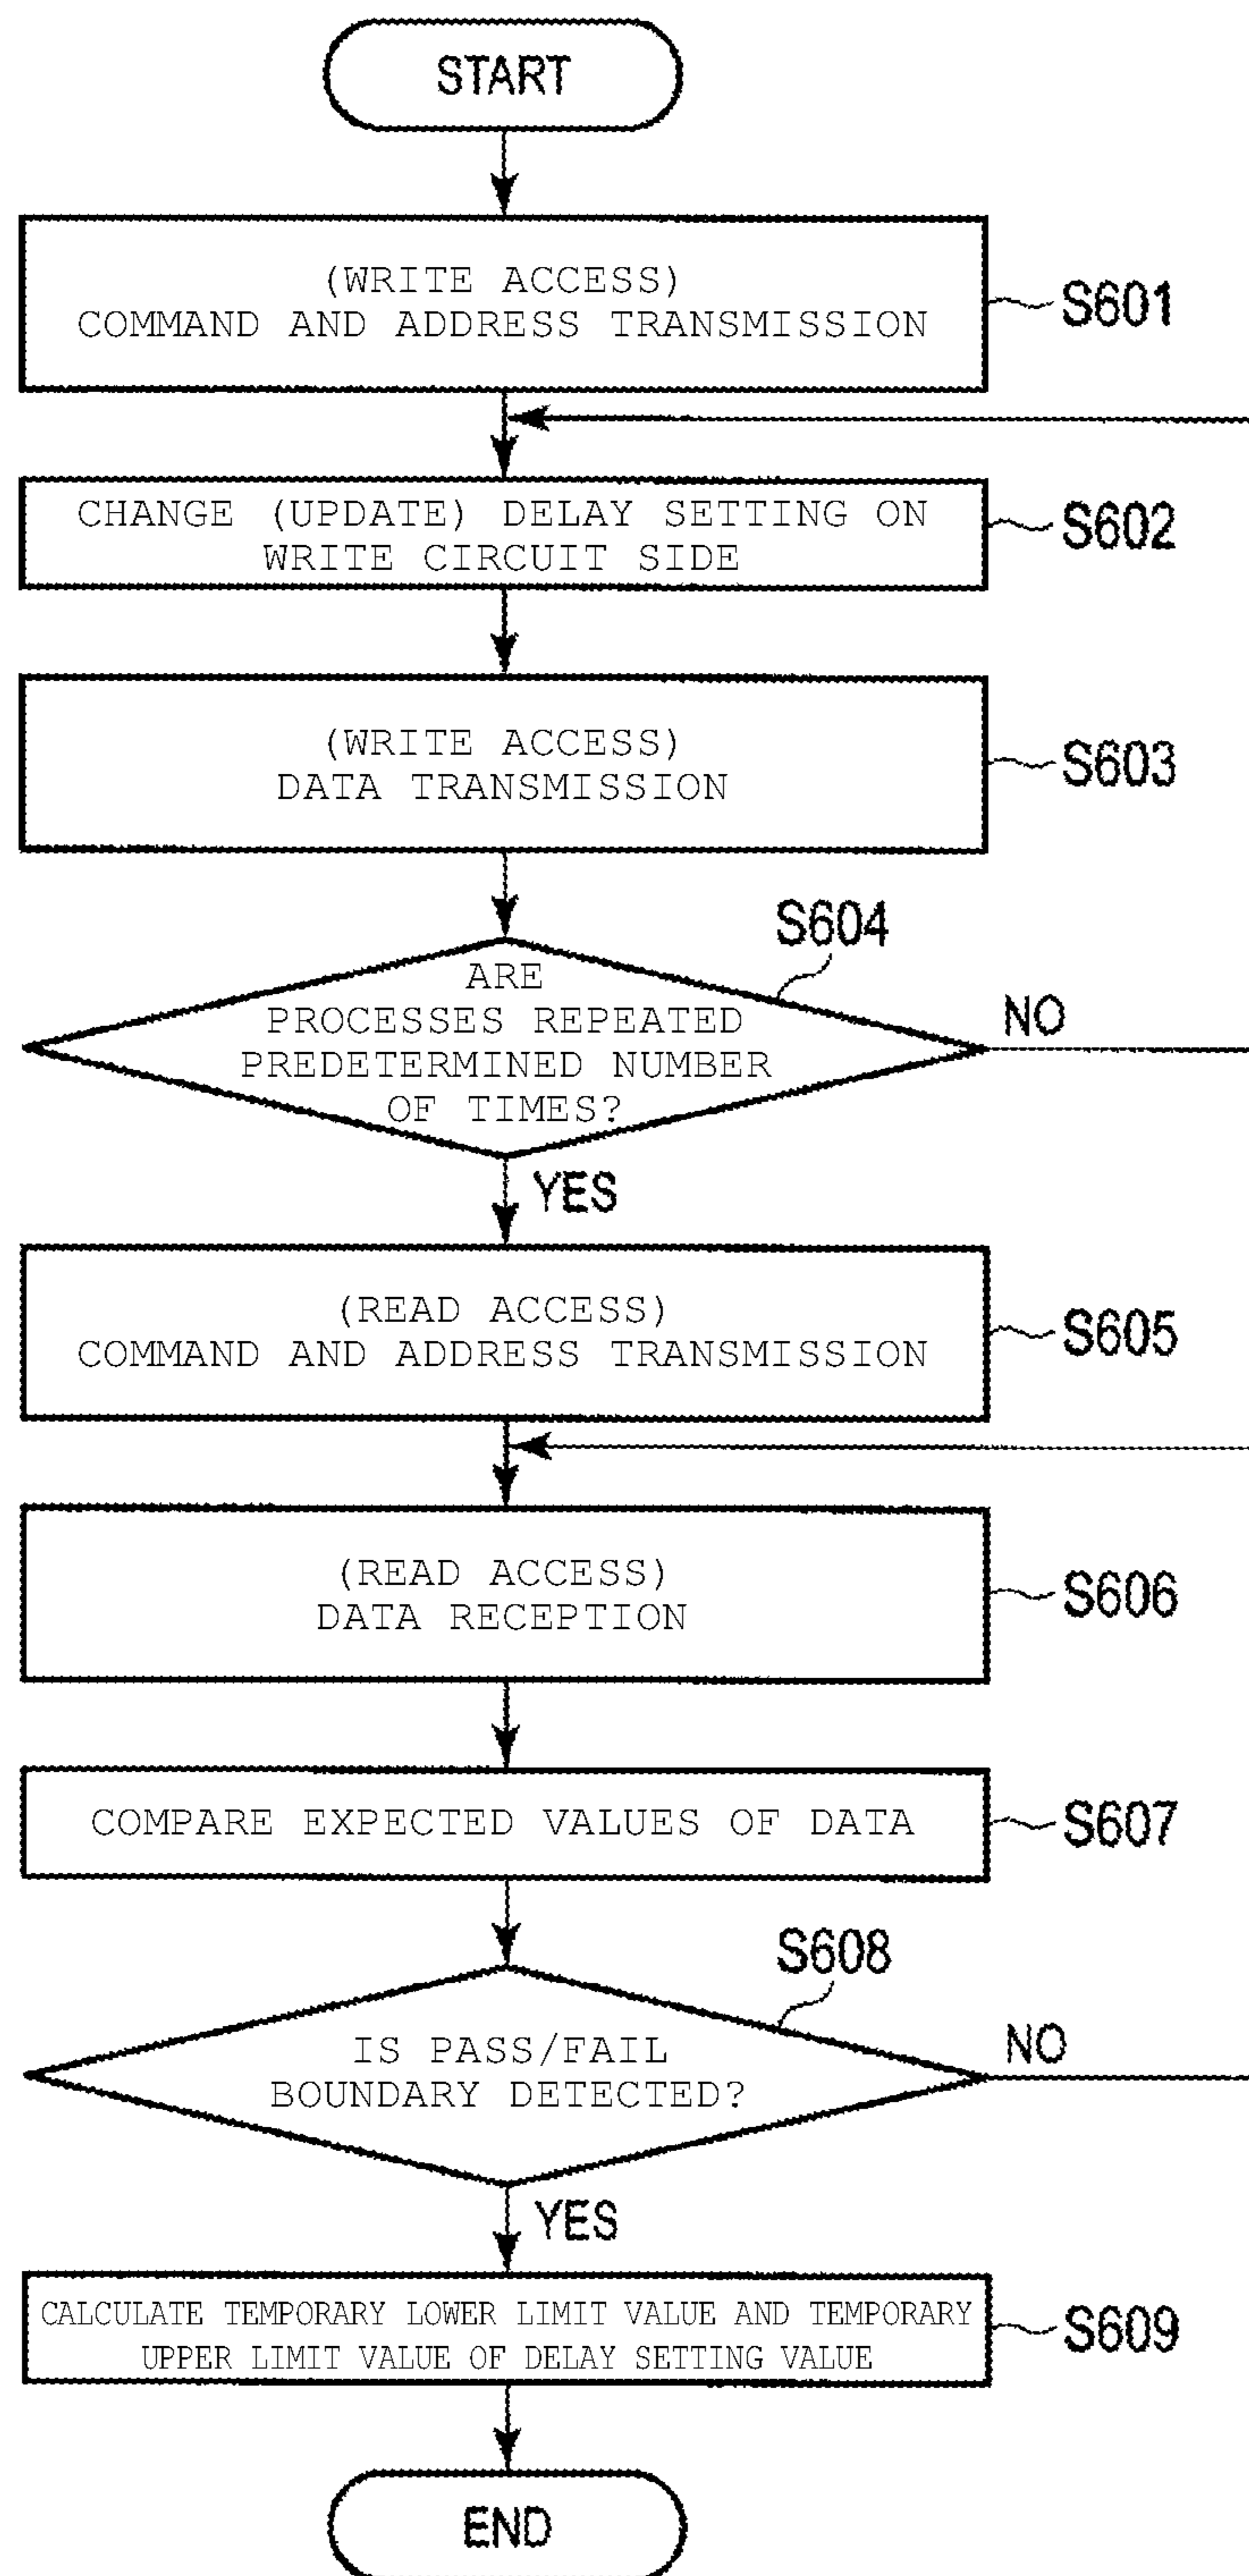 START
(WRITE ACCESS)
COMMAND AND ADDRESS TRANSMISSION
S601
CHANGE (UPDATE) DELAY SETTING ON
WRITE CIRCUIT SIDE
S602
(WRITE ACCESS)
DATA TRANSMISSION
S603
S604
ARE
PROCESSES REPEATED
PREDETERMINED NUMBER
OF TIMES?
NO
YES
(READ ACCESS)
COMMAND AND ADDRESS TRANSMISSION
S605
(READ ACCESS)
DATA RECEPTION
S606
COMPARE EXPECTED VALUES OF DATA
S607
S608
IS PASS/FAIL
BOUNDARY DETECTED?
NO
YES
CALCULATE TEMPORARY LOWER LIMIT VALUE AND TEMPORARY
UPPER LIMIT VALUE OF DELAY SETTING VALUE
S609
END